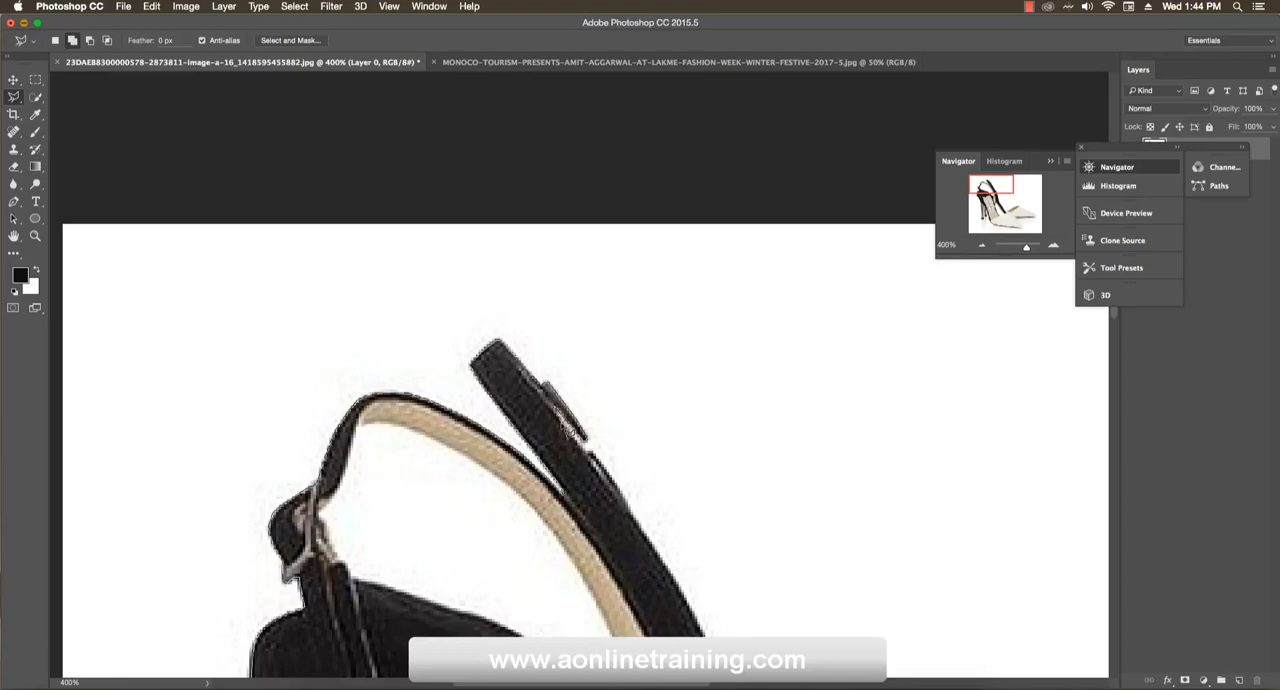 Photoshop CC File Edit Image Layer Type Select Filter 3D View Window Help Wed 1:44 PM
Adobe Photoshop CC 2015.5
Feather: 0 px Anti-alias Select and Mask... Essentials
23DAEB8300000578-2873811-image-a-16_1418595455882.jpg @ 400% (Layer 0, RGB/8#) * MONOCO-TOURISM-PRESENTS-AMIT-AGGARWAL-AT-LAKME-FASHION-WEEK-WINTER-FESTIVE-2017-5.jpg @ 50% (RGB/8)
Layers
Kind
Normal Opacity: 100%
Lock: Fill: 100%
Navigator Histogram
400%
Navigator
Histogram
Device Preview
Clone Source
Tool Presets
3D
Channe...
Paths
www.aonlinetraining.com
400%